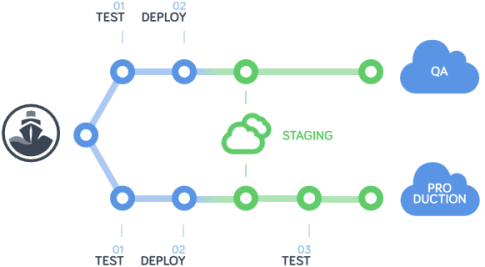 01 02
TEST DEPLOY
QA
STAGING
PRO
DUCTION
01 02 03
TEST DEPLOY TEST